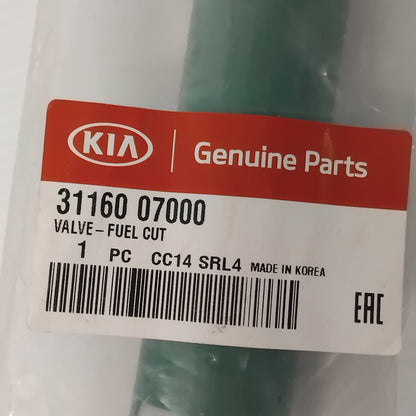 KIA Genuine Parts
31160 07000
VALVE-FUEL CUT
1 PC CC14 SRL4 MADE IN KOREA
EAC